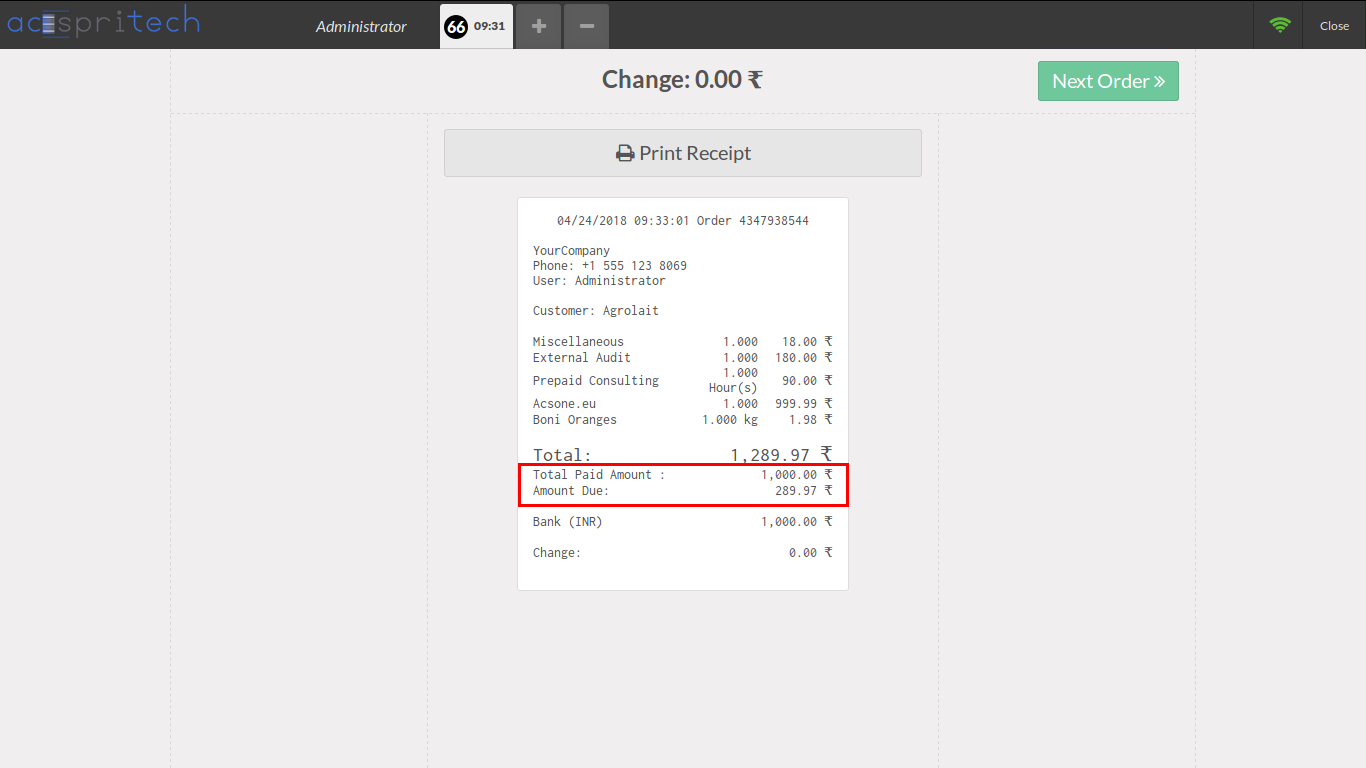 acespritech Administrator 66 09:31 + − Close
Change: 0.00 ₹ Next Order »
Print Receipt
04/24/2018 09:33:01 Order 4347938544
YourCompany
Phone: +1 555 123 8069
User: Administrator
Customer: Agrolait
Miscellaneous 1.000 18.00 ₹
External Audit 1.000 180.00 ₹
Prepaid Consulting 1.000 Hour(s) 90.00 ₹
Acsone.eu 1.000 999.99 ₹
Boni Oranges 1.000 kg 1.98 ₹
Total: 1,289.97 ₹
Total Paid Amount : 1,000.00 ₹
Amount Due: 289.97 ₹
Bank (INR) 1,000.00 ₹
Change: 0.00 ₹